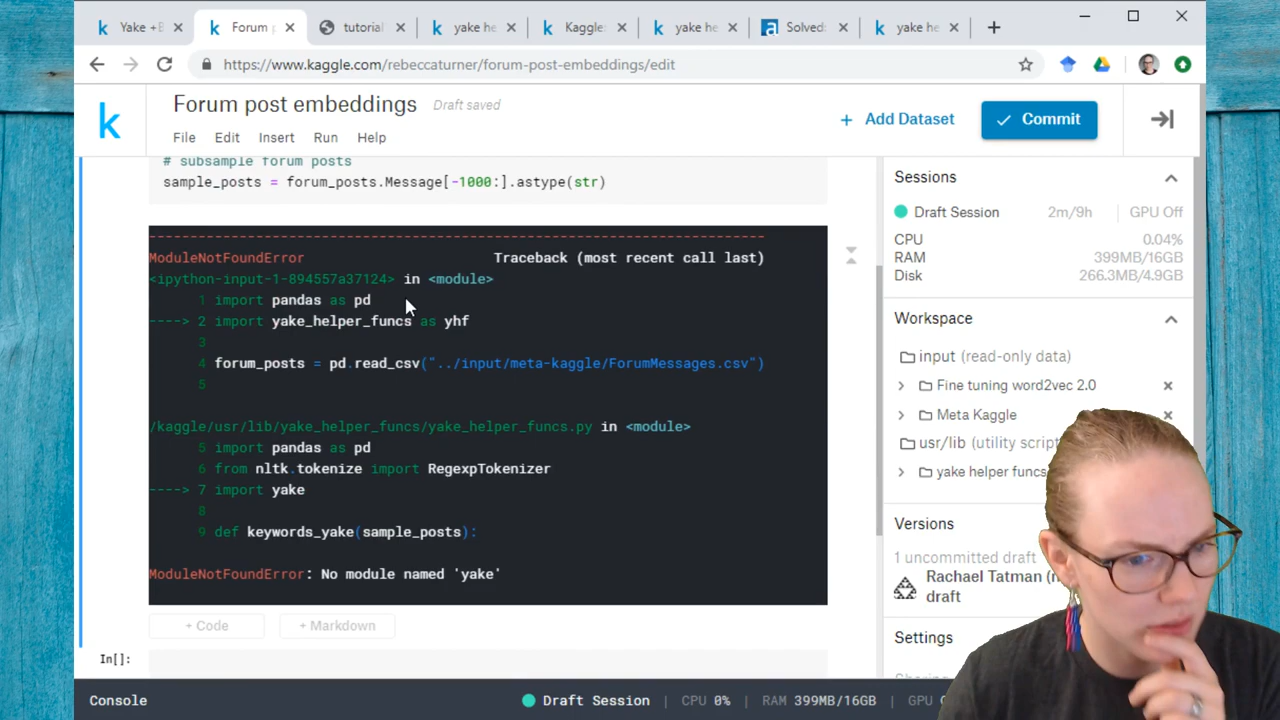 Yake +E
Forum p
tutorial
yake he
Kaggle
yake he
Solved:
yake he
https://www.kaggle.com/rebeccaturner/forum-post-embeddings/edit
k
Forum post embeddings Draft saved
File Edit Insert Run Help
+ Add Dataset
Commit
# subsample forum posts
sample_posts = forum_posts.Message[-1000:].astype(str)
---------------------------------------------------------------------------
ModuleNotFoundError Traceback (most recent call last)
<ipython-input-1-894557a37124> in <module>
1 import pandas as pd
----> 2 import yake_helper_funcs as yhf
3
4 forum_posts = pd.read_csv("../input/meta-kaggle/ForumMessages.csv")
5
/kaggle/usr/lib/yake_helper_funcs/yake_helper_funcs.py in <module>
5 import pandas as pd
6 from nltk.tokenize import RegexpTokenizer
----> 7 import yake
8
9 def keywords_yake(sample_posts):
ModuleNotFoundError: No module named 'yake'
+ Code + Markdown
In[]:
Sessions
Draft Session 2m/9h GPU Off
CPU 0.04%
RAM 399MB/16GB
Disk 266.3MB/4.9GB
Workspace
input (read-only data)
Fine tuning word2vec 2.0
Meta Kaggle
usr/lib (utility script
yake helper funcs
Versions
1 uncommitted draft
Rachael Tatman
draft
Settings
Console
Draft Session CPU 0% RAM 399MB/16GB GPU